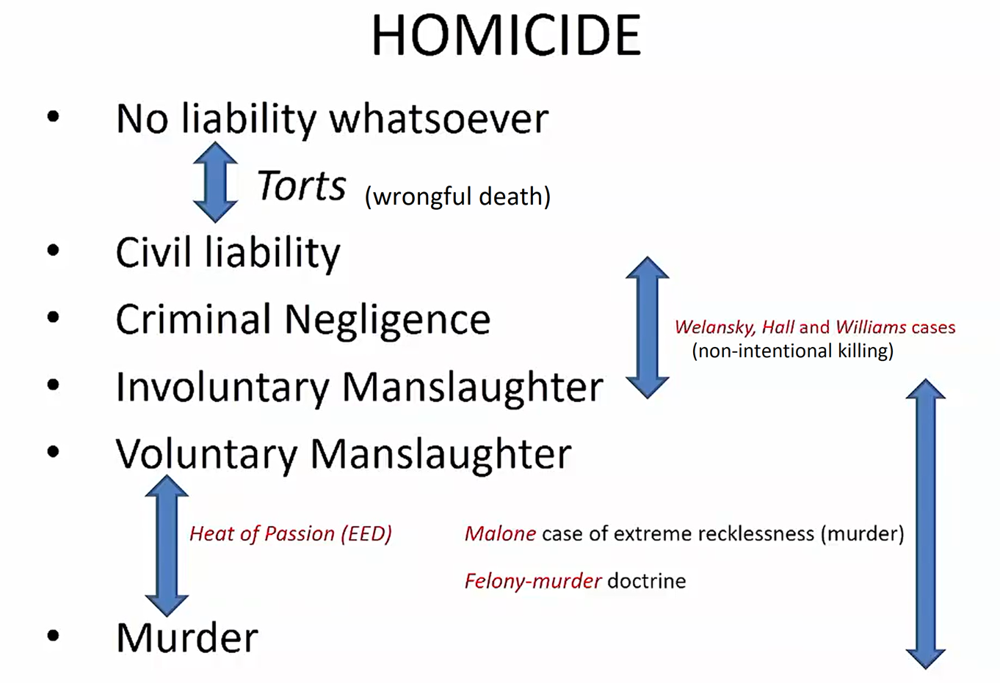 HOMICIDE
• No liability whatsoever
Torts (wrongful death)
• Civil liability
• Criminal Negligence
Welansky, Hall and Williams cases
(non-intentional killing)
• Involuntary Manslaughter
• Voluntary Manslaughter
Heat of Passion (EED)
Malone case of extreme recklessness (murder)
Felony-murder doctrine
• Murder